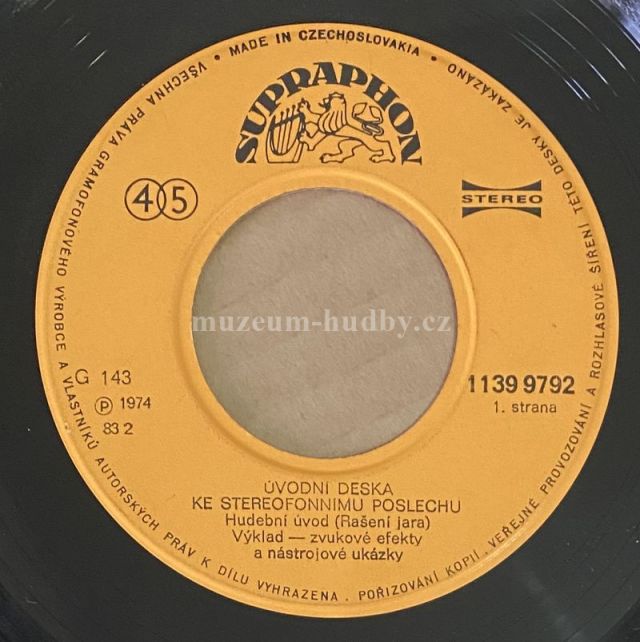 • MADE IN CZECHOSLOVAKIA •
SUPRAPHON
45
STEREO
muzeum-hudby.cz
G 143
℗ 1974
83 2
1139 9792
1. strana
ÚVODNÍ DESKA
KE STEREOFONNIMU POSLECHU
Hudební úvod (Rašení jara)
Výklad — zvukové efekty
a nástrojové ukázky
VŠECHNA PRÁVA GRAMOFONOVÉHO VÝROBCE A VLASTNÍKŮ AUTORSKÝCH PRÁV K DÍLU VYHRAZENA. POŘIZOVÁNÍ KOPIÍ, VEŘEJNÉ PROVOZOVÁNÍ A ROZHLASOVÉ ŠÍŘENÍ TÉTO DESKY JE ZAKÁZÁNO